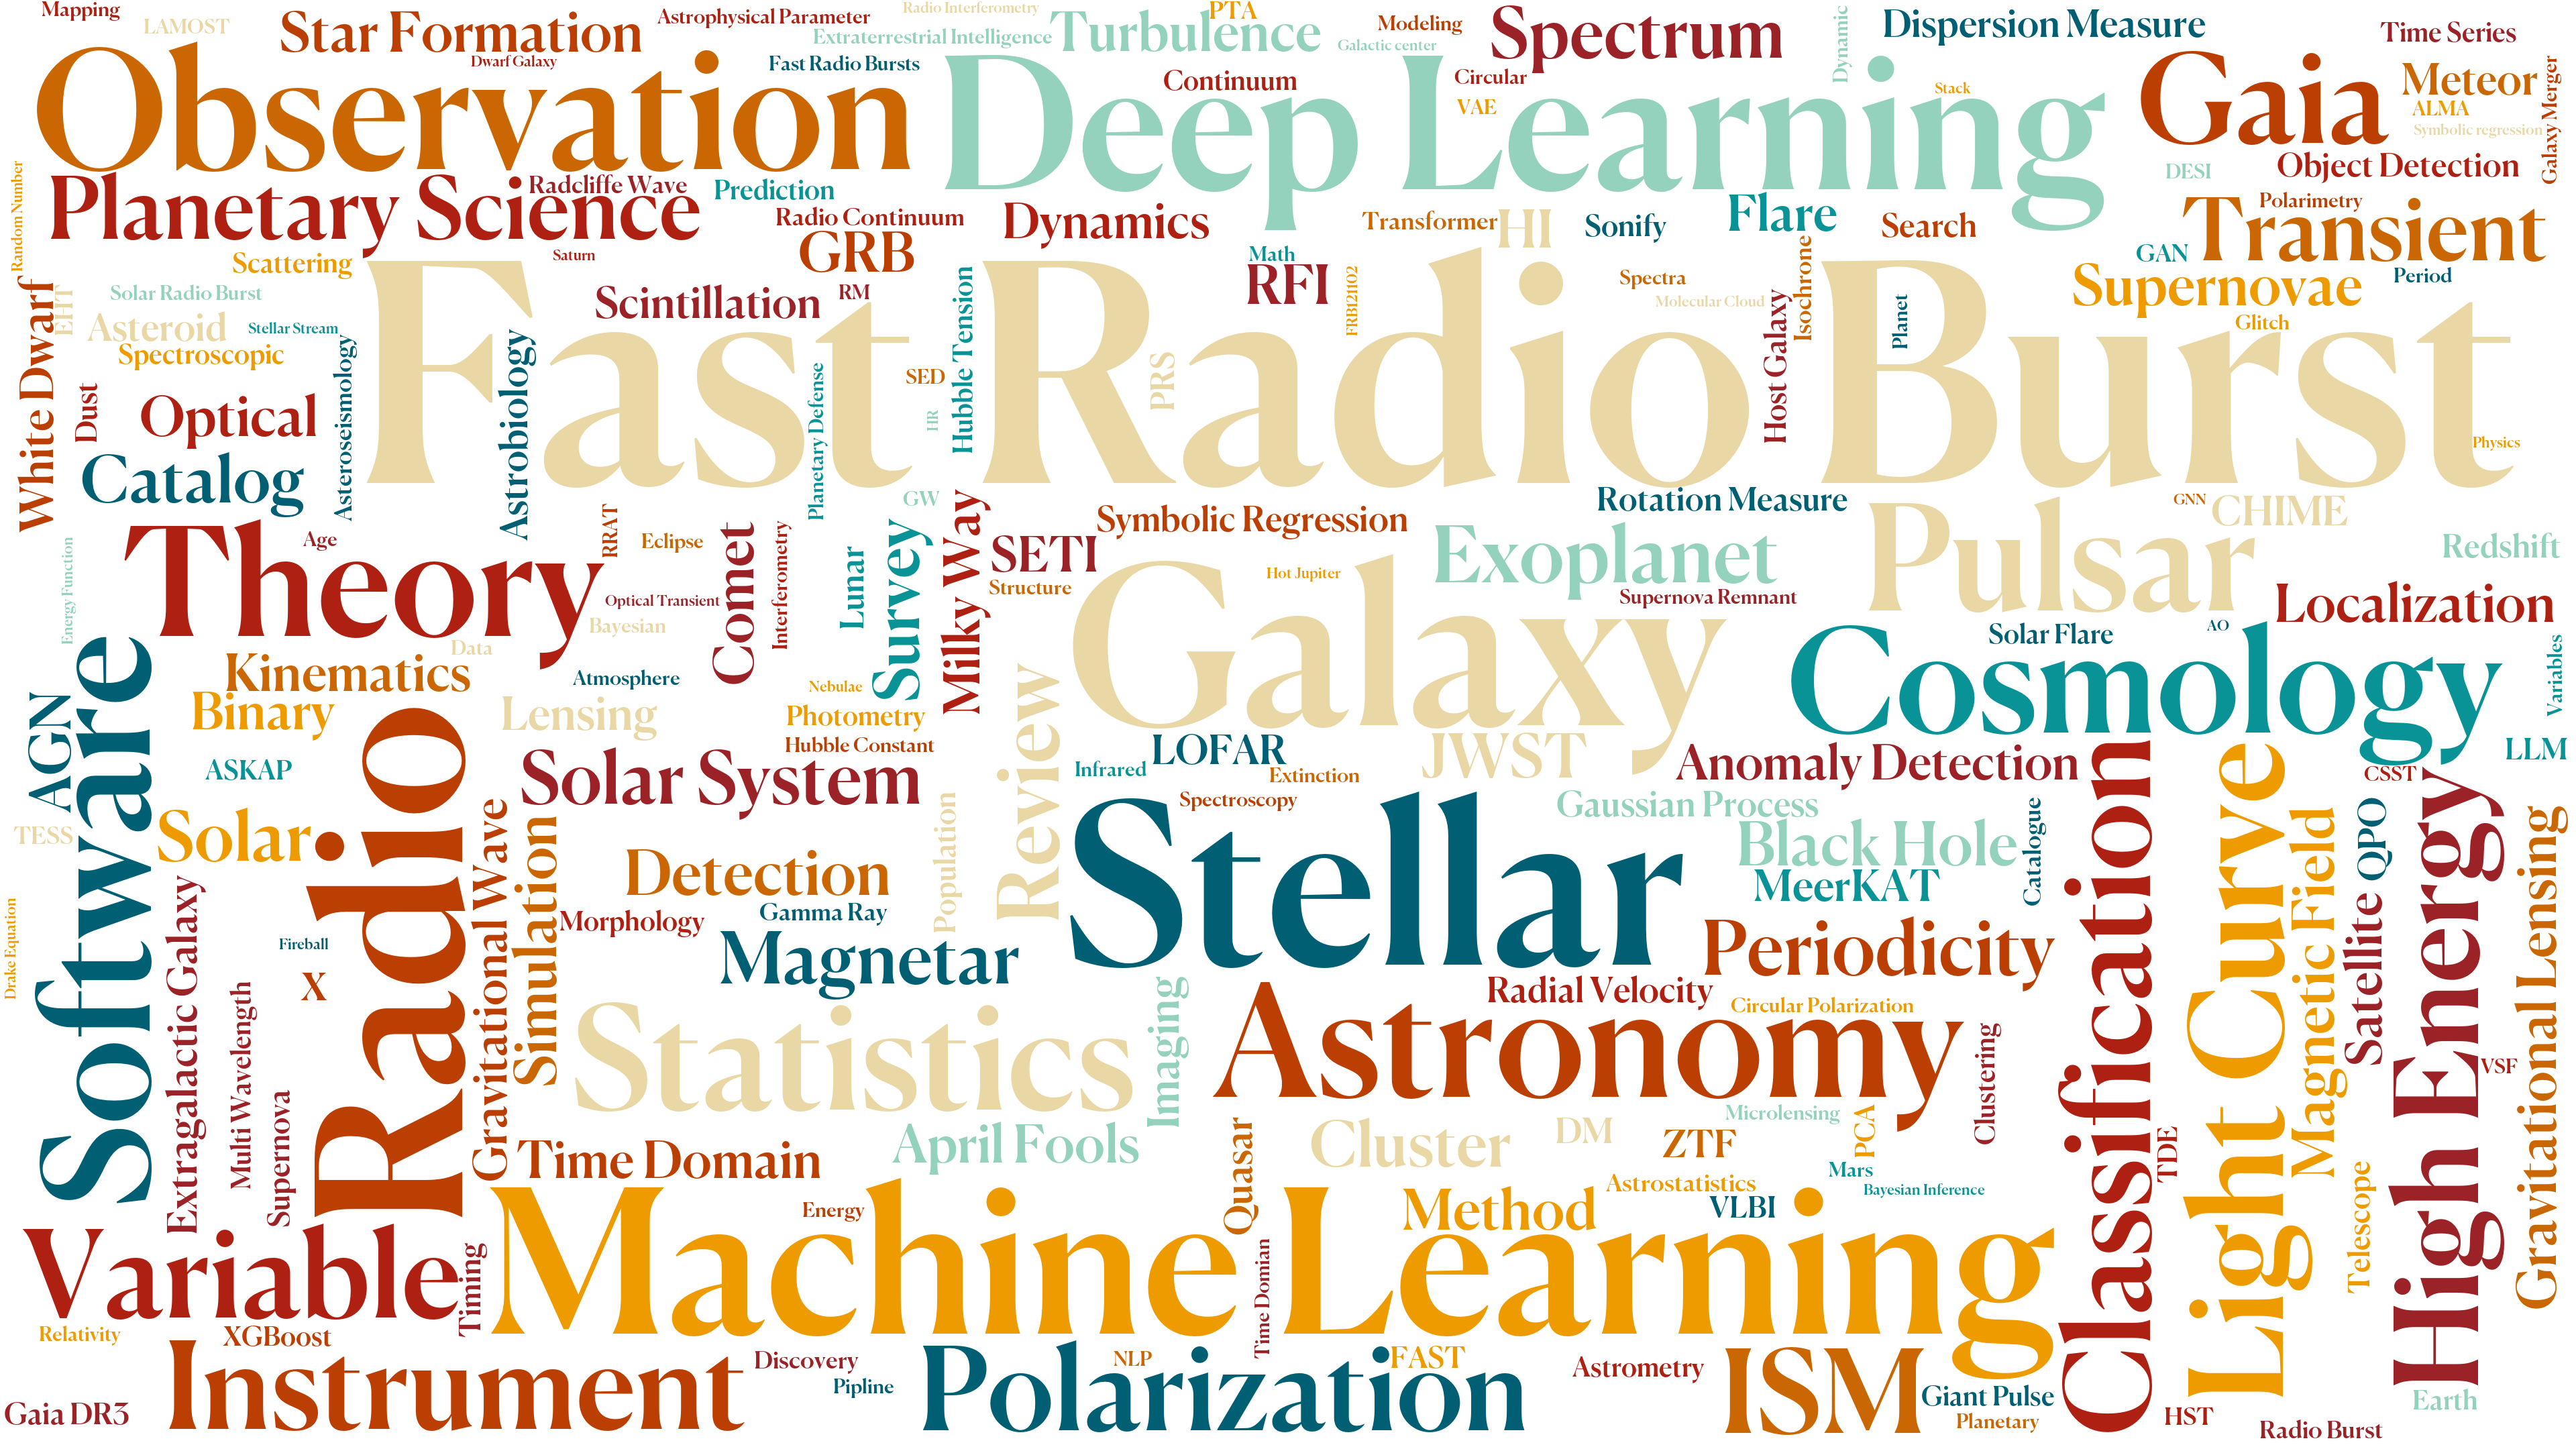 Mapping
LAMOST
Star Formation
Dwarf Galaxy
Astrophysical Parameter
Radio Interferometry
Extraterrestrial Intelligence
Fast Radio Bursts
Turbulence
PTA
Galactic center
Modeling
Continuum
Circular
VAE
Spectrum
Dynamic
Dispersion Measure
Stack
Time Series
Observation
Deep Learning
Gaia
Meteor
ALMA
Symbolic regression
Galaxy Merger
DESI
Object Detection
Random Number
Planetary Science
Radcliffe Wave
Prediction
Radio Continuum
GRB
Dynamics
Transformer
HI
Sonify
Flare
Search
Polarimetry
Transient
GAN
Supernovae
Period
Glitch
Scattering
Saturn
Math
RFI
FRB121102
Spectra
Molecular Cloud
Host Galaxy
Isochrone
Planet
White Dwarf
EHT
Solar Radio Burst
Asteroid
Stellar Stream
Spectroscopic
Scintillation
RM
Fast Radio Burst
Dust
Optical
Catalog
Asteroseismology
Astrobiology
Planetary Defense
SED
HR
Hubble Tension
PRS
Physics
GW
Milky Way
Symbolic Regression
Rotation Measure
GNN
CHIME
Redshift
Energy Function
Theory
Age
RRAT
Eclipse
Optical Transient
Bayesian
Data
Comet
Interferometry
Lunar
Survey
SETI
Structure
Hot Jupiter
Exoplanet
Supernova Remnant
Pulsar
Localization
Galaxy
AO
Solar Flare
Cosmology
Variables
Software
AGN
Kinematics
Binary
Atmosphere
Lensing
Nebulae
Photometry
Hubble Constant
Review
ASKAP
Radio
Solar System
LOFAR
Infrared
Extinction
Spectroscopy
JWST
Anomaly Detection
CSST
LLM
TESS
Solar
Gravitational Wave
Simulation
Detection
Morphology
Gamma Ray
Population
Stellar
Gaussian Process
Black Hole
MeerKAT
Catalogue
Classification
Light Curve
Magnetic Field
Satellite
QPO
High Energy
Gravitational Lensing
Drake Equation
Extragalactic Galaxy
Fireball
X
Multi Wavelength
Supernova
Magnetar
Periodicity
Radial Velocity
Circular Polarization
Statistics
Imaging
Astronomy
Clustering
VSF
Time Domain
April Fools
Quasar
Cluster
DM
ZTF
Microlensing
PCA
Mars
Astrostatistics
Bayesian Inference
VLBI
TDE
Telescope
Variable
Timing
Energy
Machine Learning
Method
Time Domian
Relativity
XGBoost
Instrument
Discovery
Pipline
NLP
Polarization
FAST
Astrometry
ISM
Giant Pulse
Planetary
HST
Earth
Radio Burst
Gaia DR3